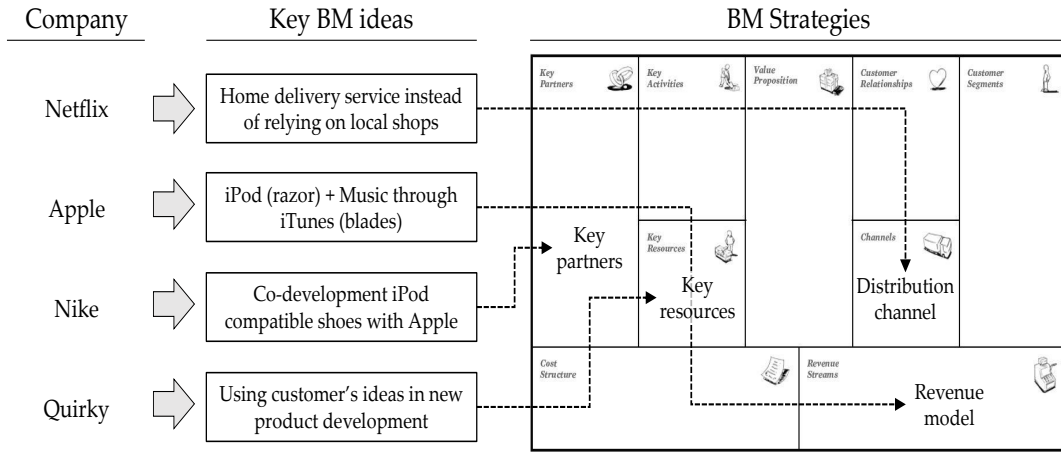 Company
Key BM ideas
BM Strategies
Netflix
Home delivery service instead
of relying on local shops
Apple
iPod (razor) + Music through
iTunes (blades)
Nike
Co-development iPod
compatible shoes with Apple
Quirky
Using customer's ideas in new
product development
Key
Partners
Key
Activities
Value
Proposition
Customer
Relationships
Customer
Segments
Key
partners
Key
Resources
Key
resources
Channels
Distribution
channel
Cost
Structure
Revenue
Streams
Revenue
model